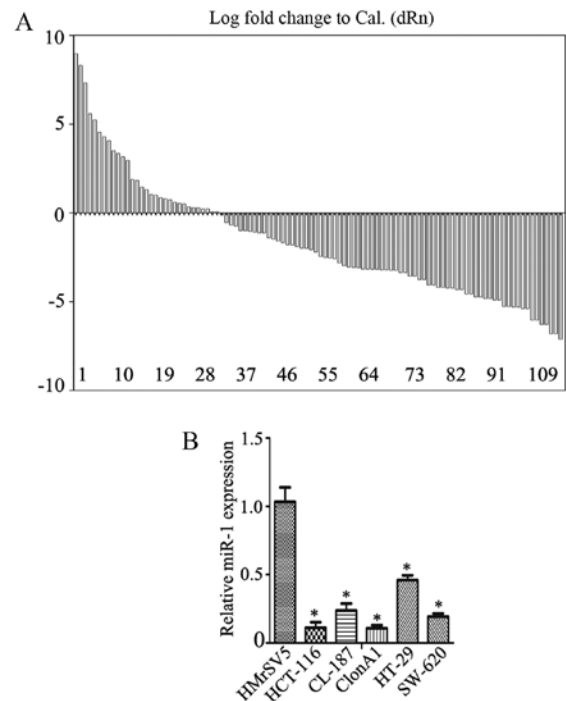 A
Log fold change to Cal. (dRn)
10
5
0
-5
-10
1 10 19 28 37 46 55 64 73 82 91 109
B
Relative miR-1 expression
1.5
1.0
0.5
0
* * * * *
HMrSV5
HCT-116
CL-187
ClonA1
HT-29
SW-620